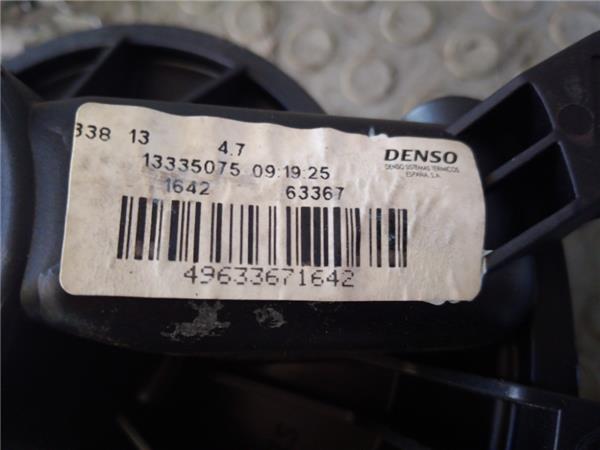 338 13 4.7
13335075 09:19:25
1642 63367
DENSO
DENSO SISTEMAS TERMICOS
ESPAÑA, S.A.
49633671642